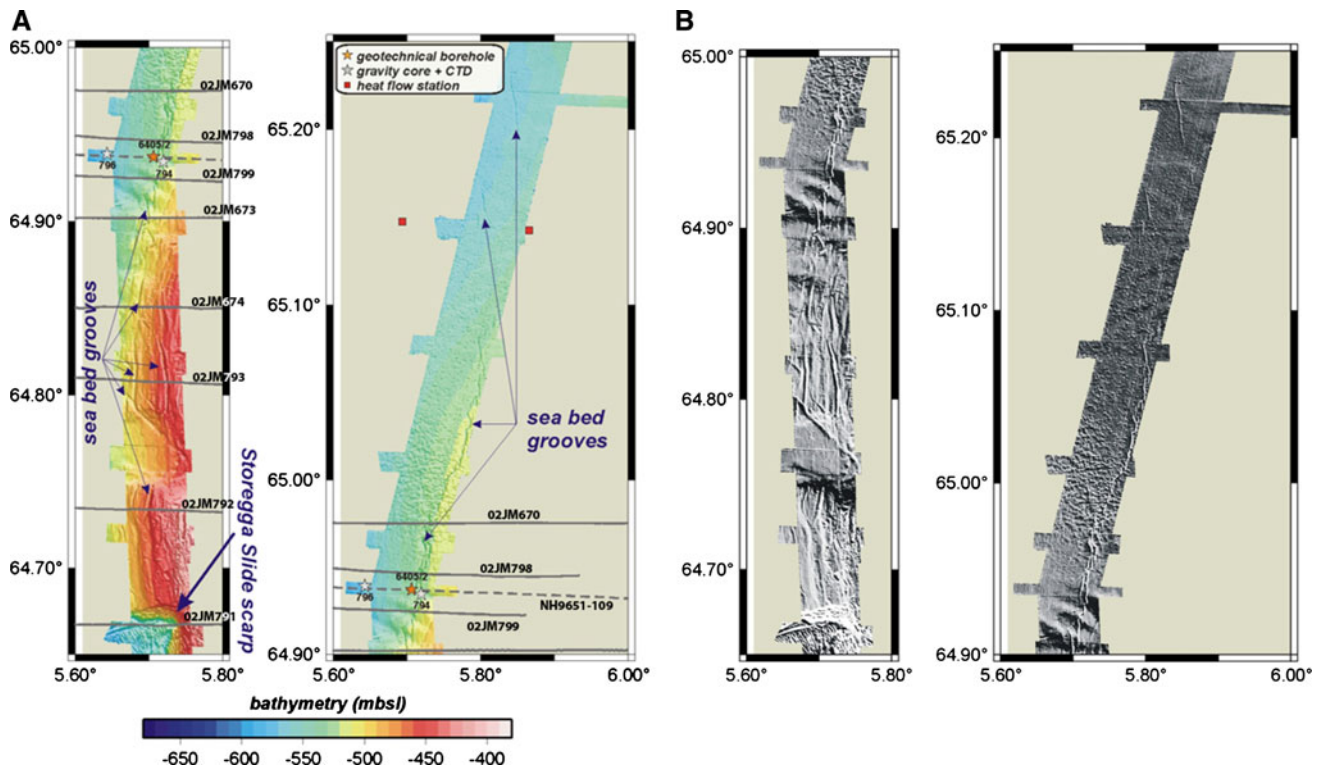 A
B
65.00°
64.90°
64.80°
64.70°
5.60°
5.80°
02JM670
02JM798
6405/2
796
794
02JM799
02JM673
02JM674
02JM793
02JM792
02JM791
sea bed grooves
Storegga Slide scarp
geotechnical borehole
gravity core + CTD
heat flow station
65.20°
65.10°
65.00°
64.90°
5.60°
5.80°
6.00°
sea bed
grooves
02JM670
02JM798
6405/2
796
794
NH9651-109
02JM799
bathymetry (mbsl)
-650 -600 -550 -500 -450 -400
65.00°
64.90°
64.80°
64.70°
5.60°
5.80°
65.20°
65.10°
65.00°
64.90°
5.60°
5.80°
6.00°